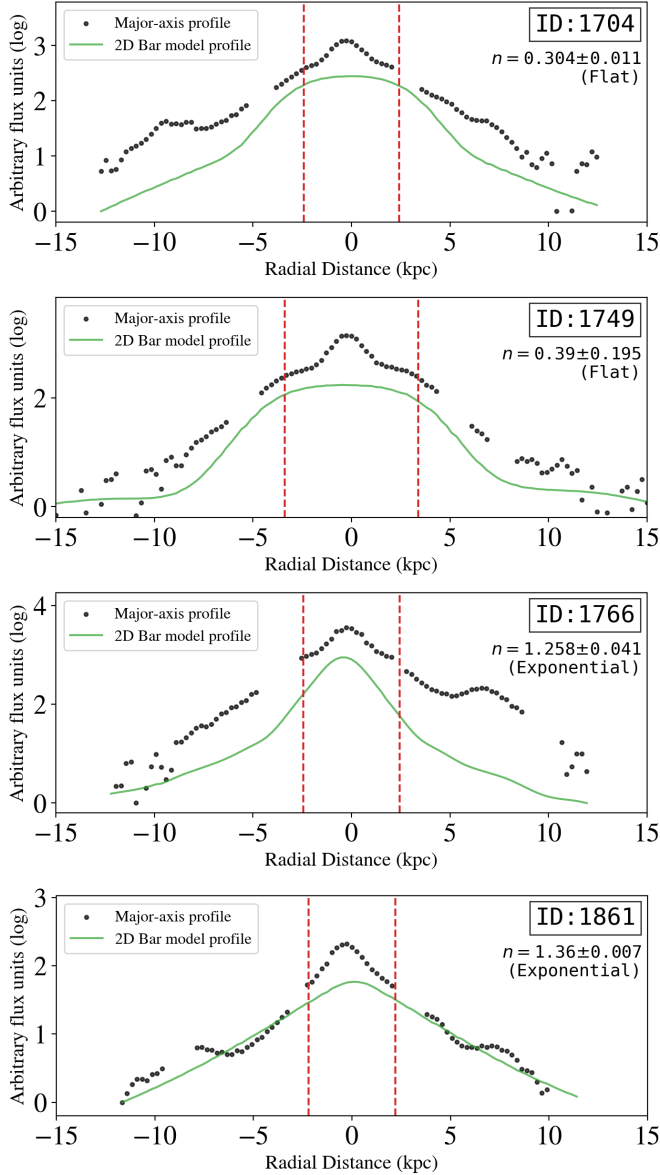 Major-axis profile
2D Bar model profile
ID:1704
n = 0.304±0.011
(Flat)
3
2
1
0
Arbitrary flux units (log)
−15 −10 −5 0 5 10 15
Radial Distance (kpc)
Major-axis profile
2D Bar model profile
ID:1749
n = 0.39±0.195
(Flat)
2
0
Arbitrary flux units (log)
−15 −10 −5 0 5 10 15
Radial Distance (kpc)
Major-axis profile
2D Bar model profile
ID:1766
n = 1.258±0.041
(Exponential)
4
2
0
Arbitrary flux units (log)
−15 −10 −5 0 5 10 15
Radial Distance (kpc)
Major-axis profile
2D Bar model profile
ID:1861
n = 1.36±0.007
(Exponential)
3
2
1
0
Arbitrary flux units (log)
−15 −10 −5 0 5 10 15
Radial Distance (kpc)